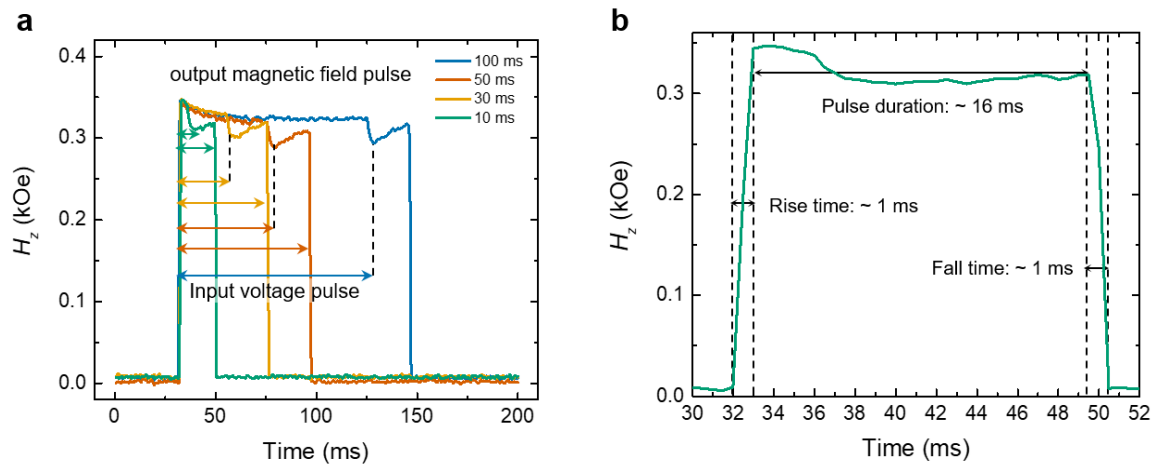 a
output magnetic field pulse
100 ms
50 ms
30 ms
10 ms
Input voltage pulse
0.4
0.3
0.2
0.1
0.0
H_z (kOe)
0
50
100
150
200
Time (ms)
b
Pulse duration: ~ 16 ms
Rise time: ~ 1 ms
Fall time: ~ 1 ms
0.3
0.2
0.1
0.0
H_z (kOe)
30 32 34 36 38 40 42 44 46 48 50 52
Time (ms)